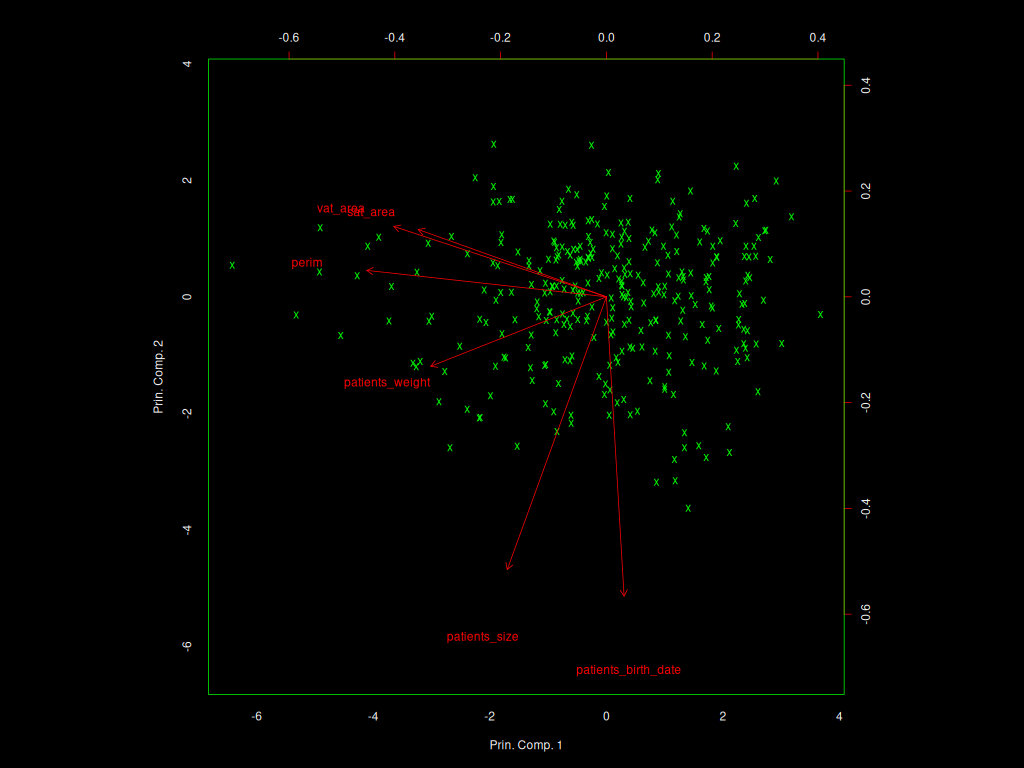 -0.6 -0.4 -0.2 0.0 0.2 0.4
4
0.4
2
0.2
vat_area
sat_area
perim
0
0.0
Prin. Comp. 2
patients_weight
-2
-0.2
-4
-0.4
-0.6
patients_size
-6
patients_birth_date
-6 -4 -2 0 2 4
Prin. Comp. 1